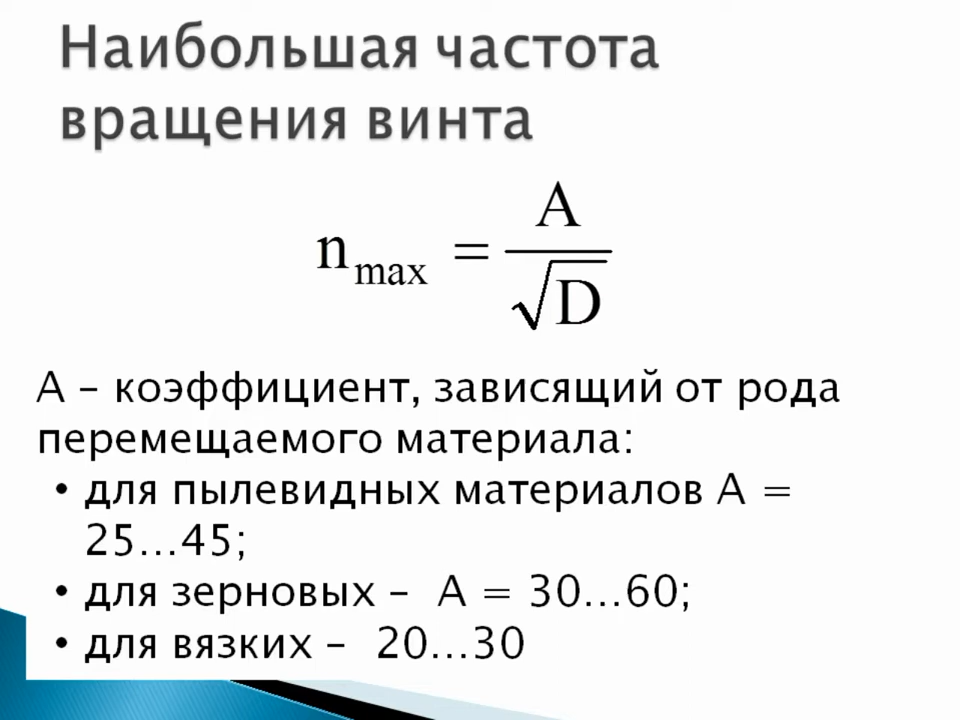 Наибольшая частота
вращения винта
n_max = A / √D
А – коэффициент, зависящий от рода
перемещаемого материала:
• для пылевидных материалов А =
25…45;
• для зерновых – А = 30…60;
• для вязких – 20…30